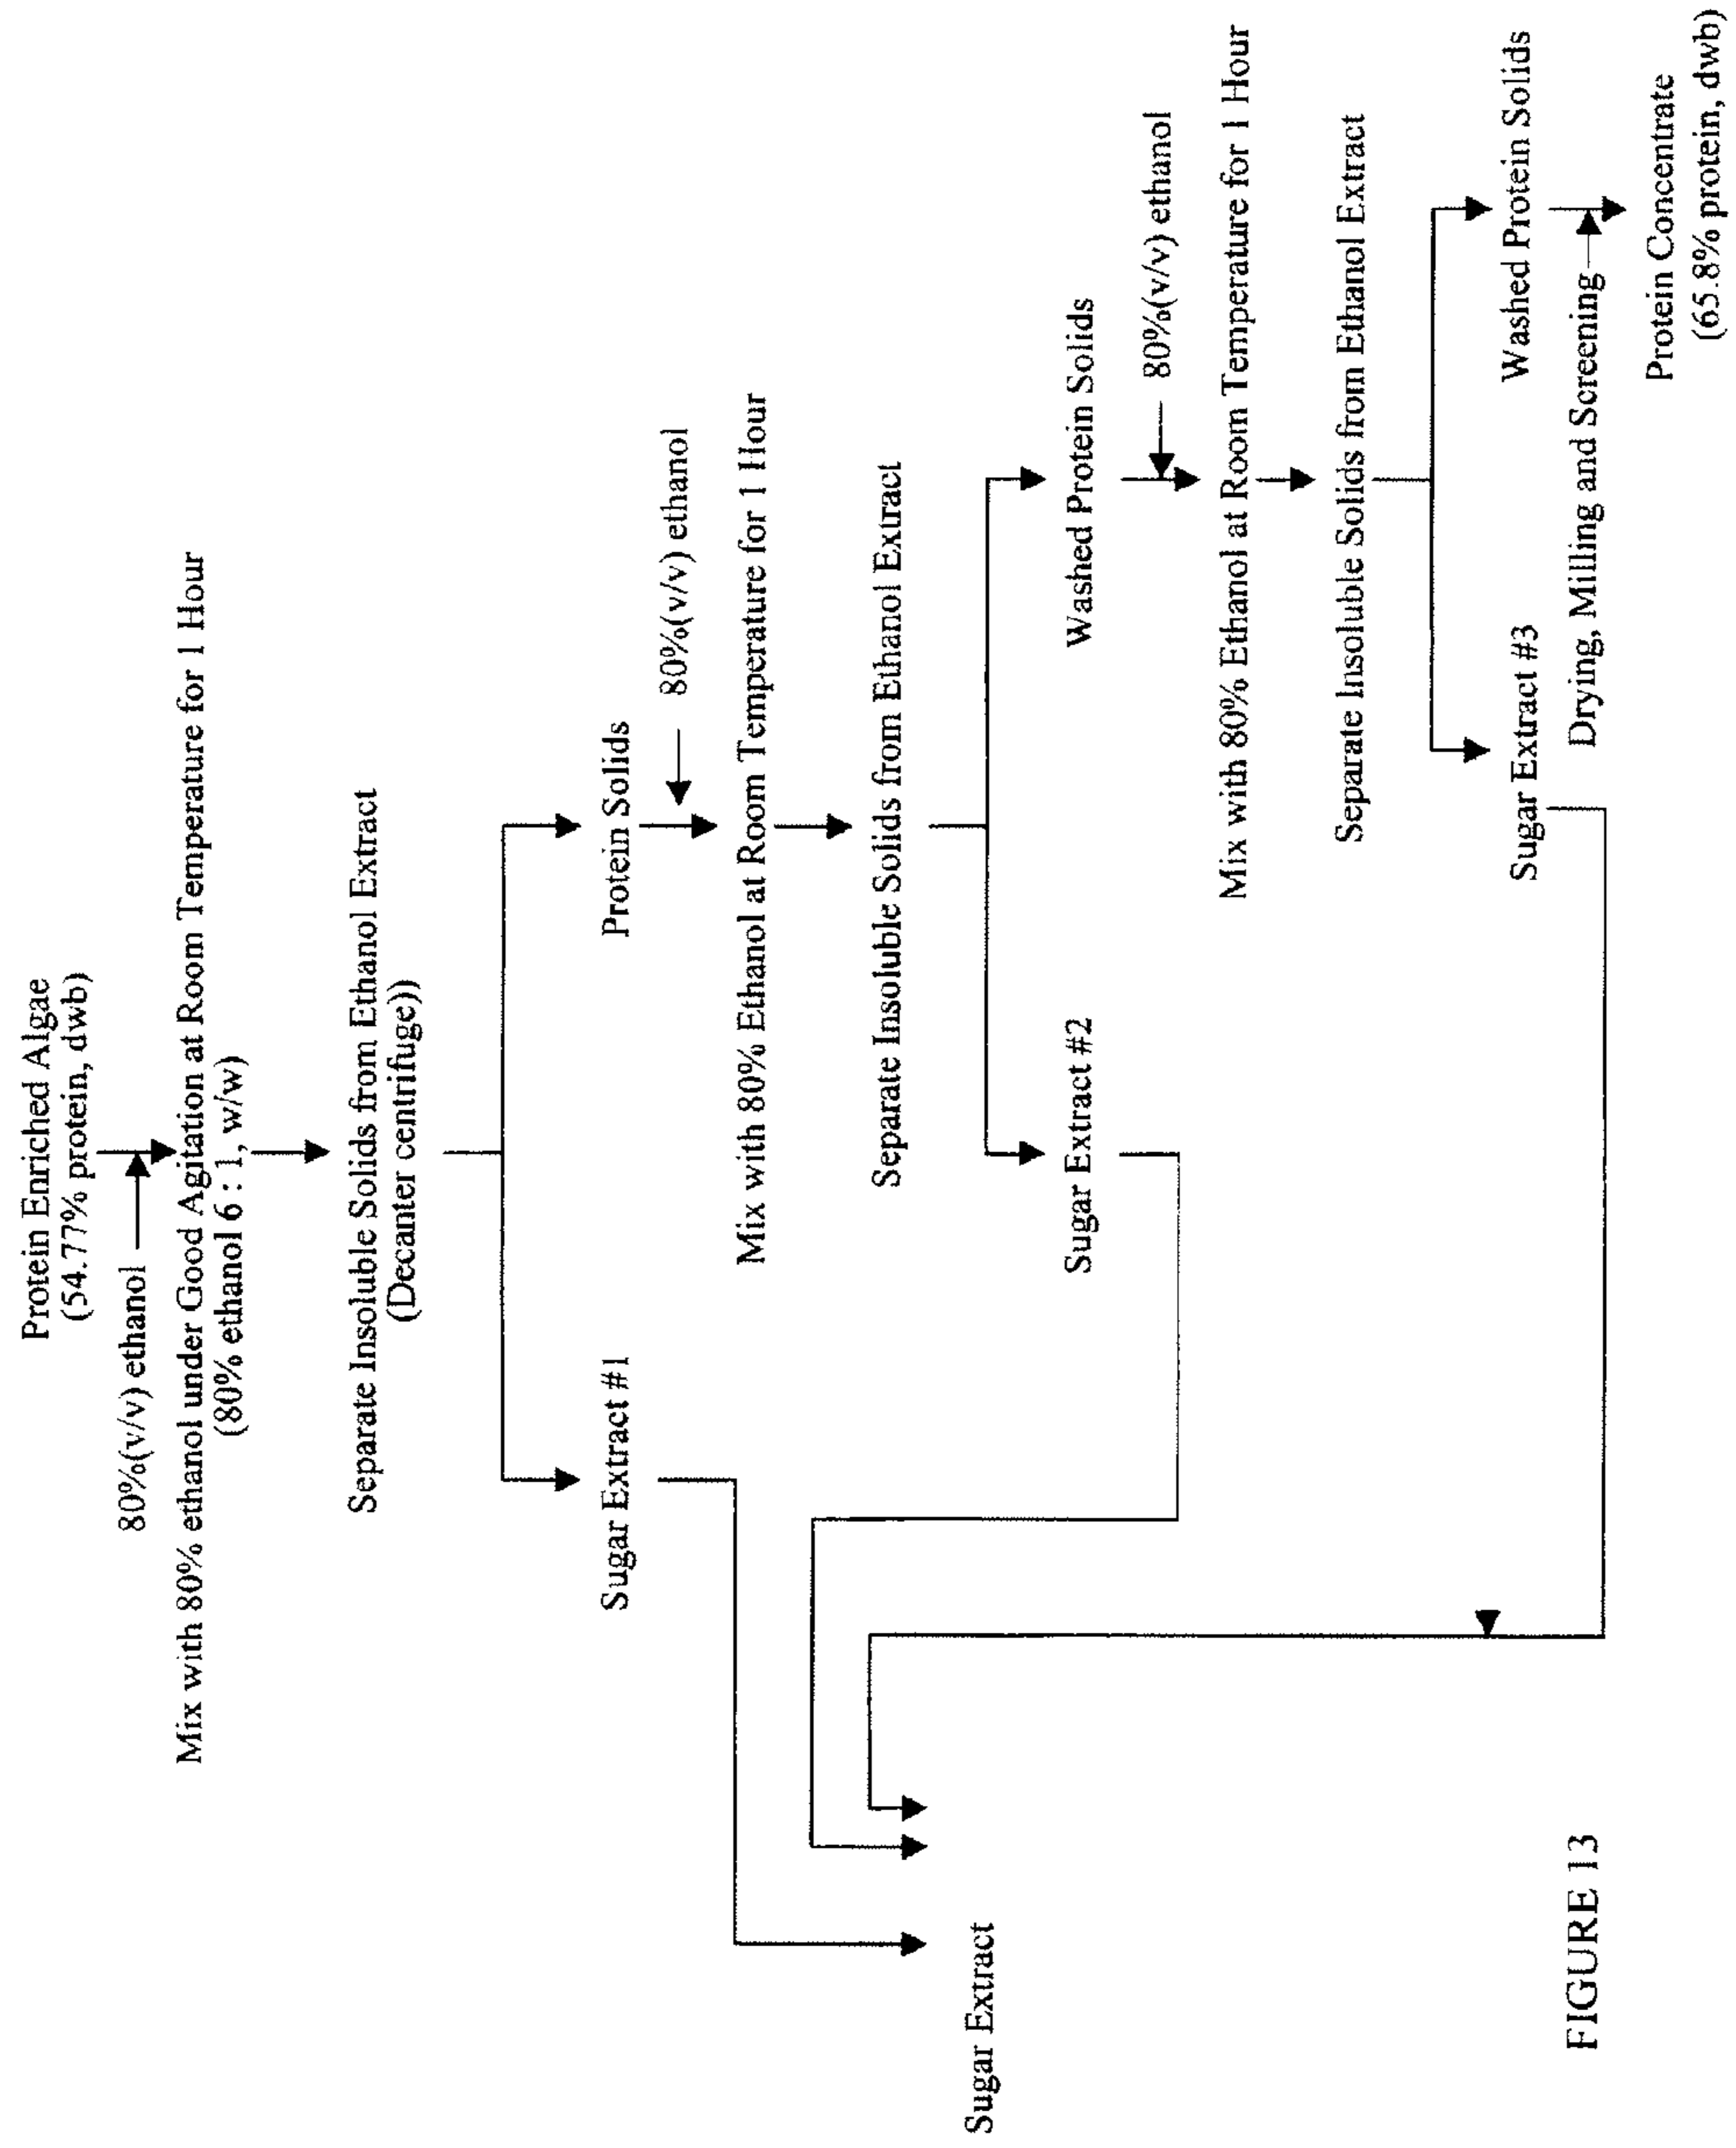 Protein Enriched Algae
(54.77% protein, dwb)
80%(v/v) ethanol
Mix with 80% ethanol under Good Agitation at Room Temperature for 1 Hour
(80% ethanol 6 : 1, w/w)
Separate Insoluble Solids from Ethanol Extract
(Decanter centrifuge))
Sugar Extract #1
Protein Solids
80%(v/v) ethanol
Mix with 80% Ethanol at Room Temperature for 1 Hour
Separate Insoluble Solids from Ethanol Extract
Sugar Extract
Sugar Extract #2
Washed Protein Solids
80%(v/v) ethanol
Mix with 80% Ethanol at Room Temperature for 1 Hour
Separate Insoluble Solids from Ethanol Extract
Sugar Extract #3
Washed Protein Solids
Drying, Milling and Screening
Protein Concentrate
(65.8% protein, dwb)
FIGURE 13